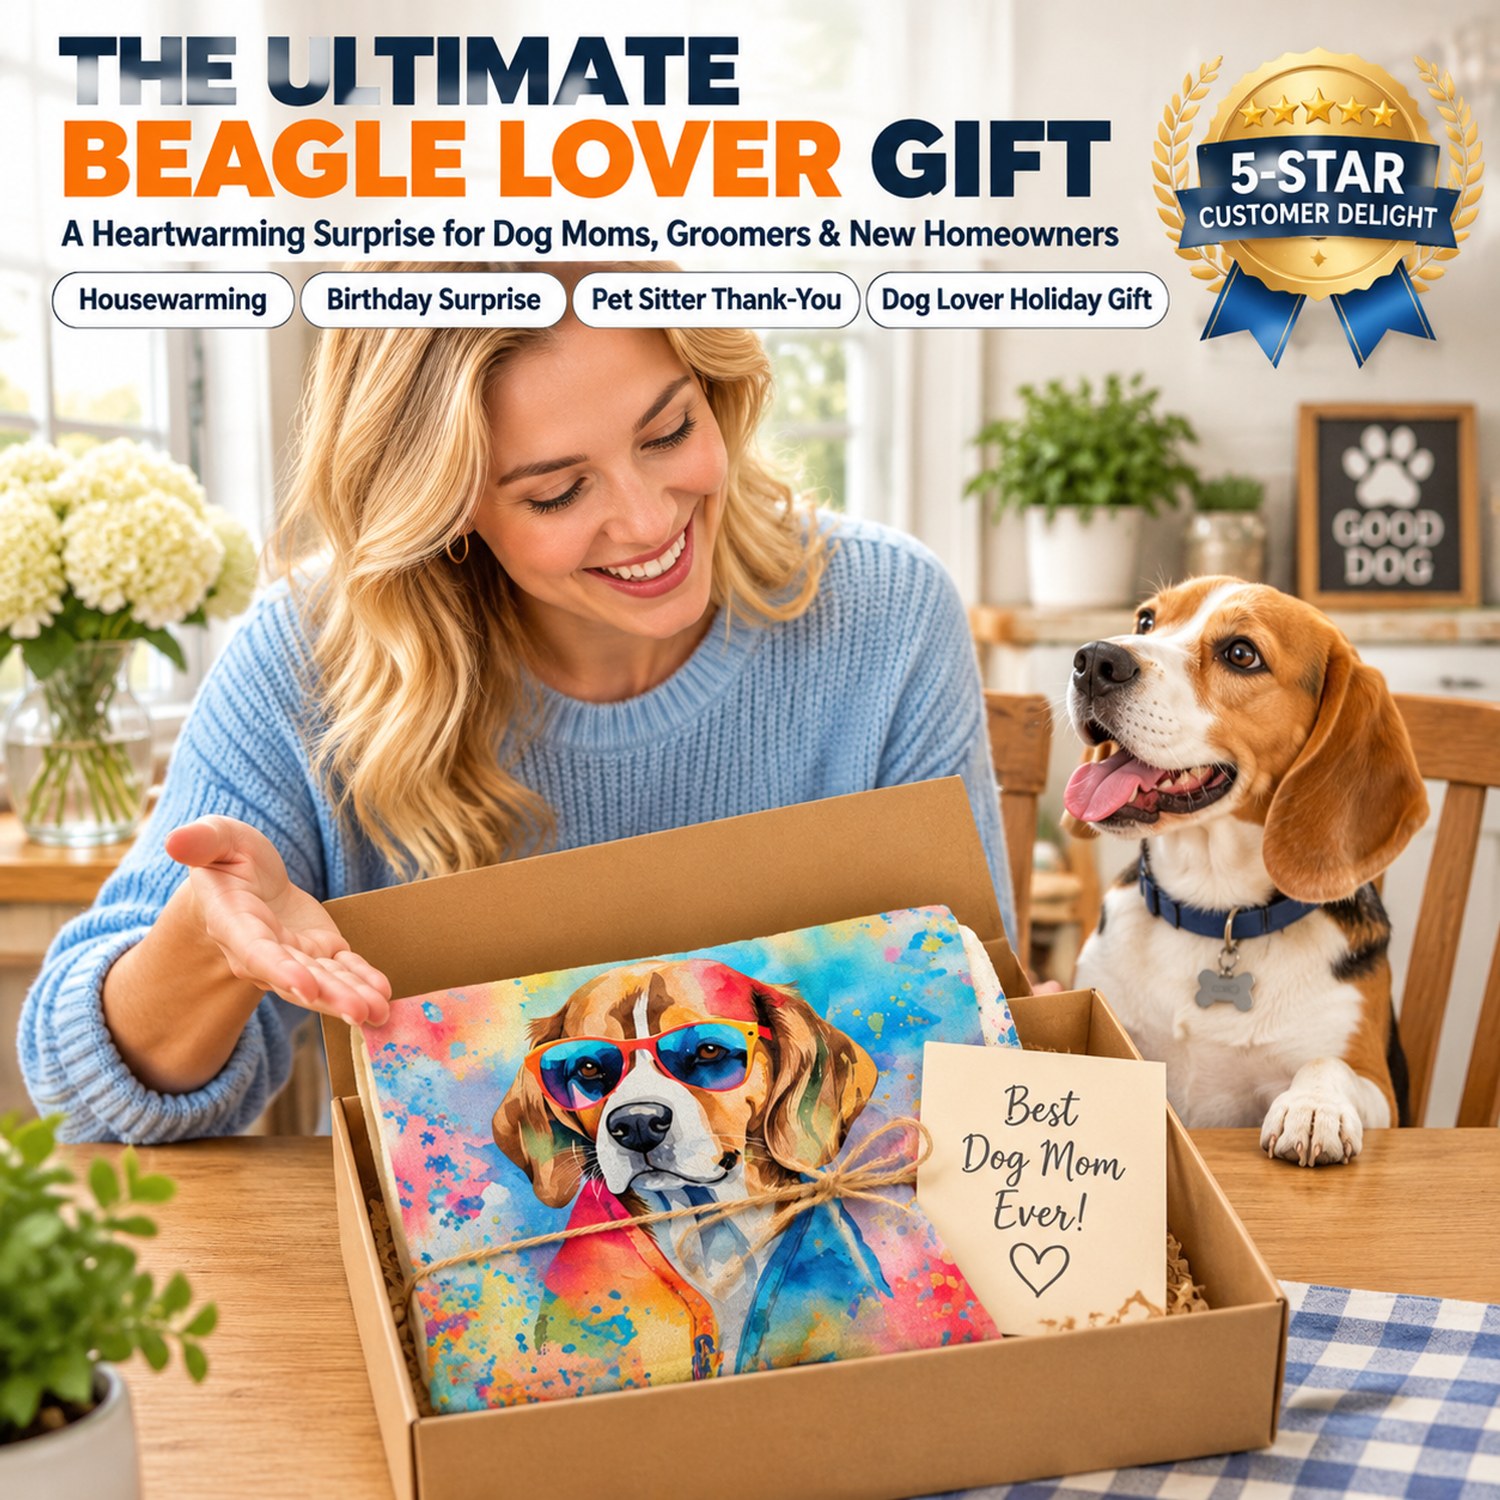 THE ULTIMATE
BEAGLE LOVER GIFT
A Heartwarming Surprise for Dog Moms, Groomers & New Homeowners
Housewarming
Birthday Surprise
Pet Sitter Thank-You
Dog Lover Holiday Gift
5-STAR
CUSTOMER DELIGHT
GOOD
DOG
Best
Dog Mom
Ever!